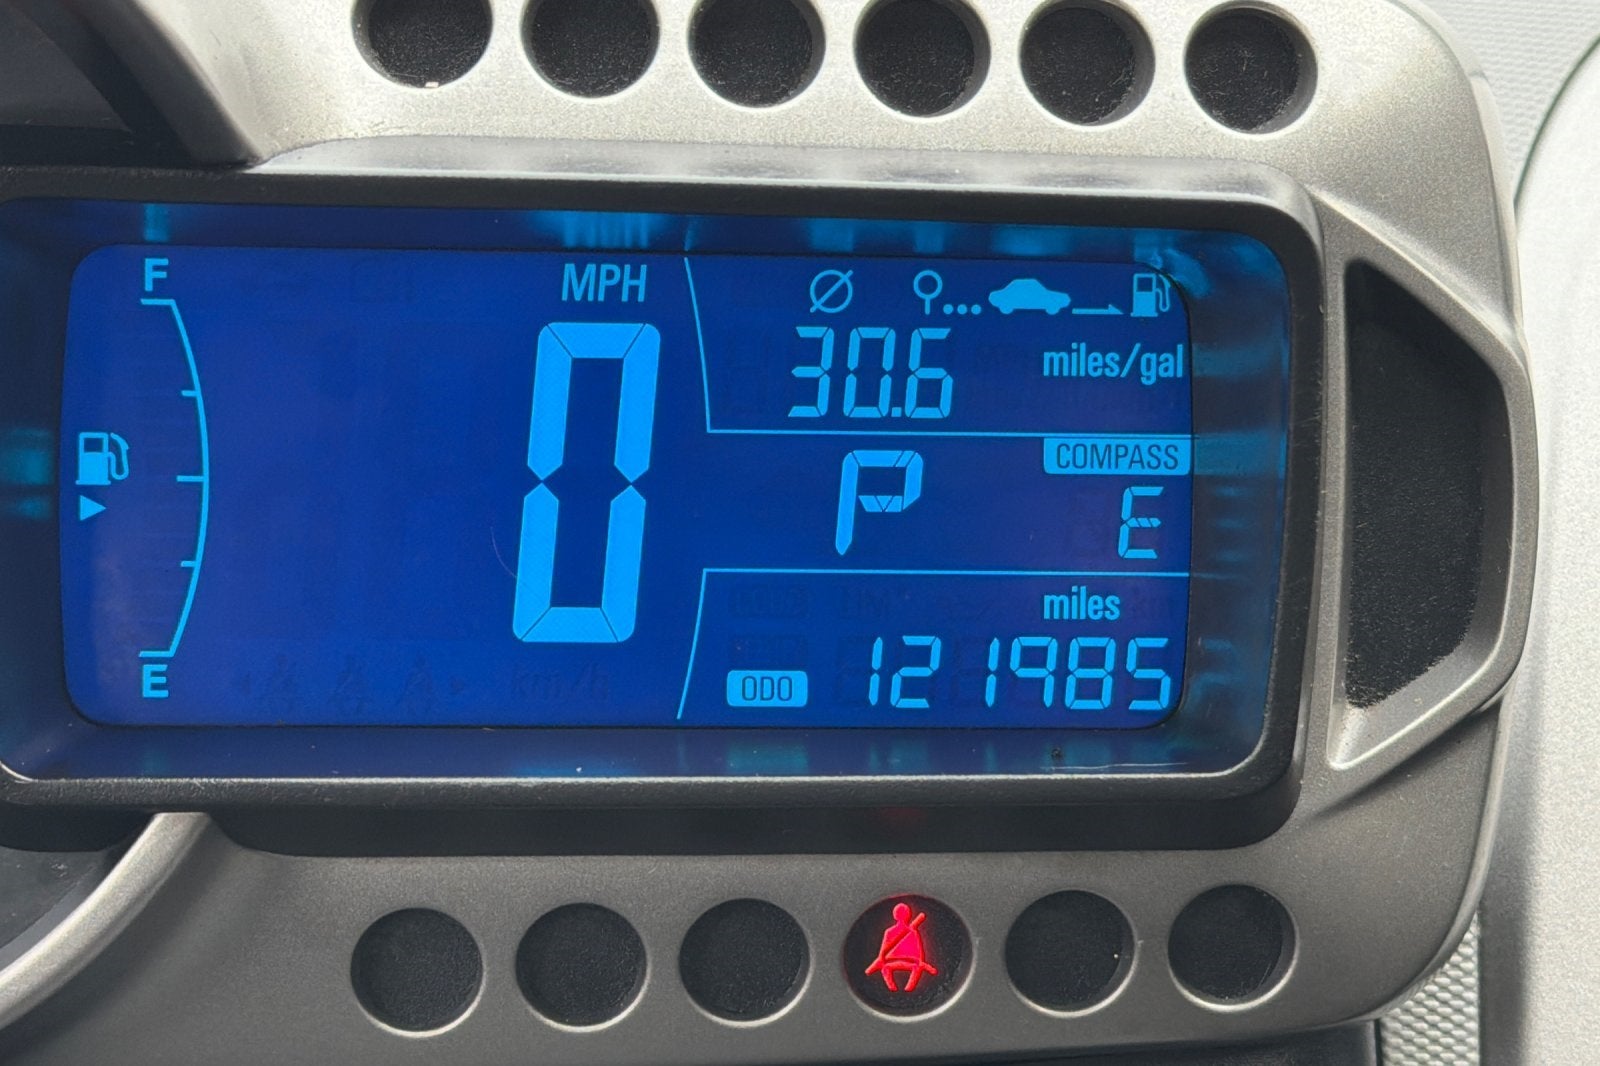 F
MPH
0
30.6 miles/gal
COMPASS
P
E
miles
ODO 121985
E